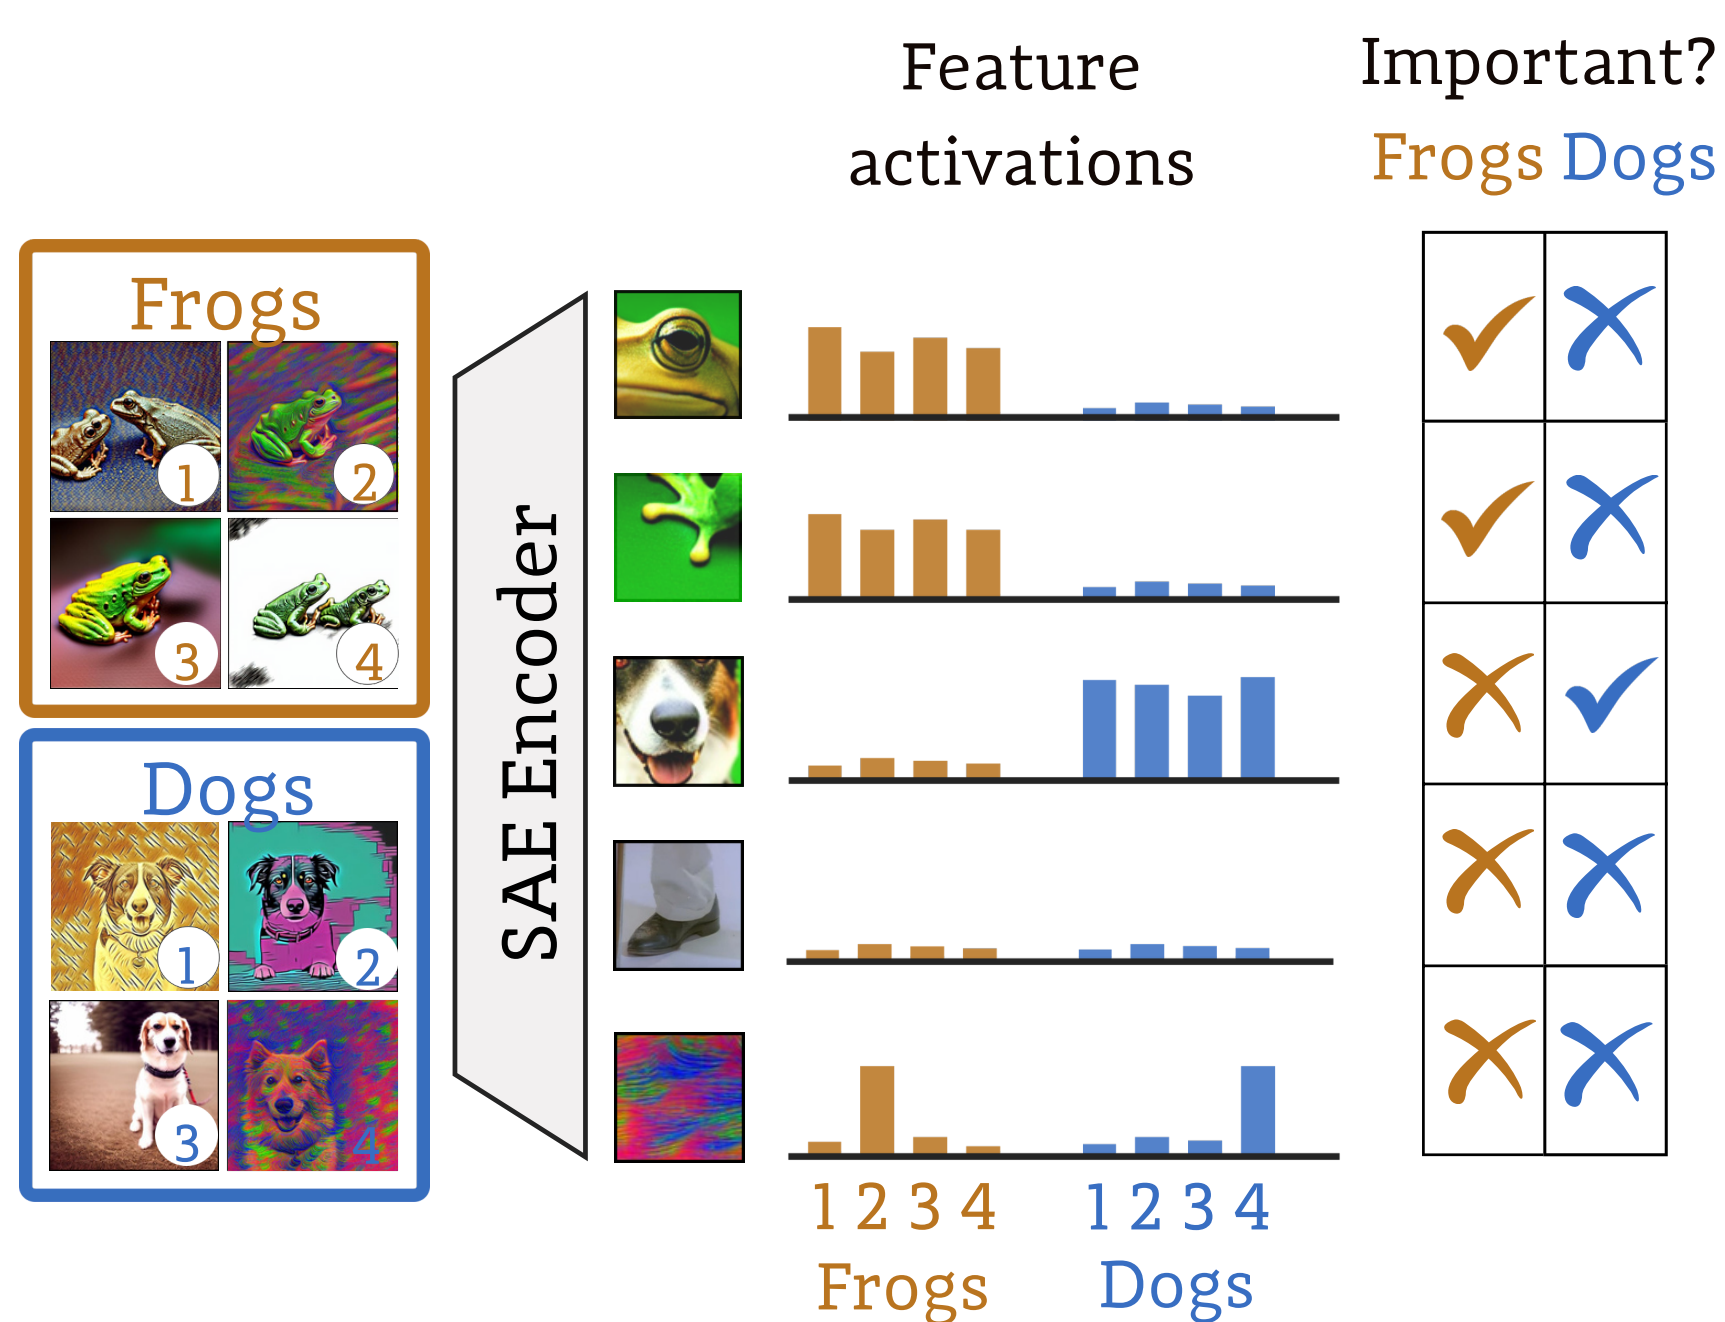 Feature
activations
Important?
Frogs Dogs
Frogs
1
2
3
4
Dogs
1
2
3
4
SAE Encoder
1 2 3 4
1 2 3 4
Frogs
Dogs